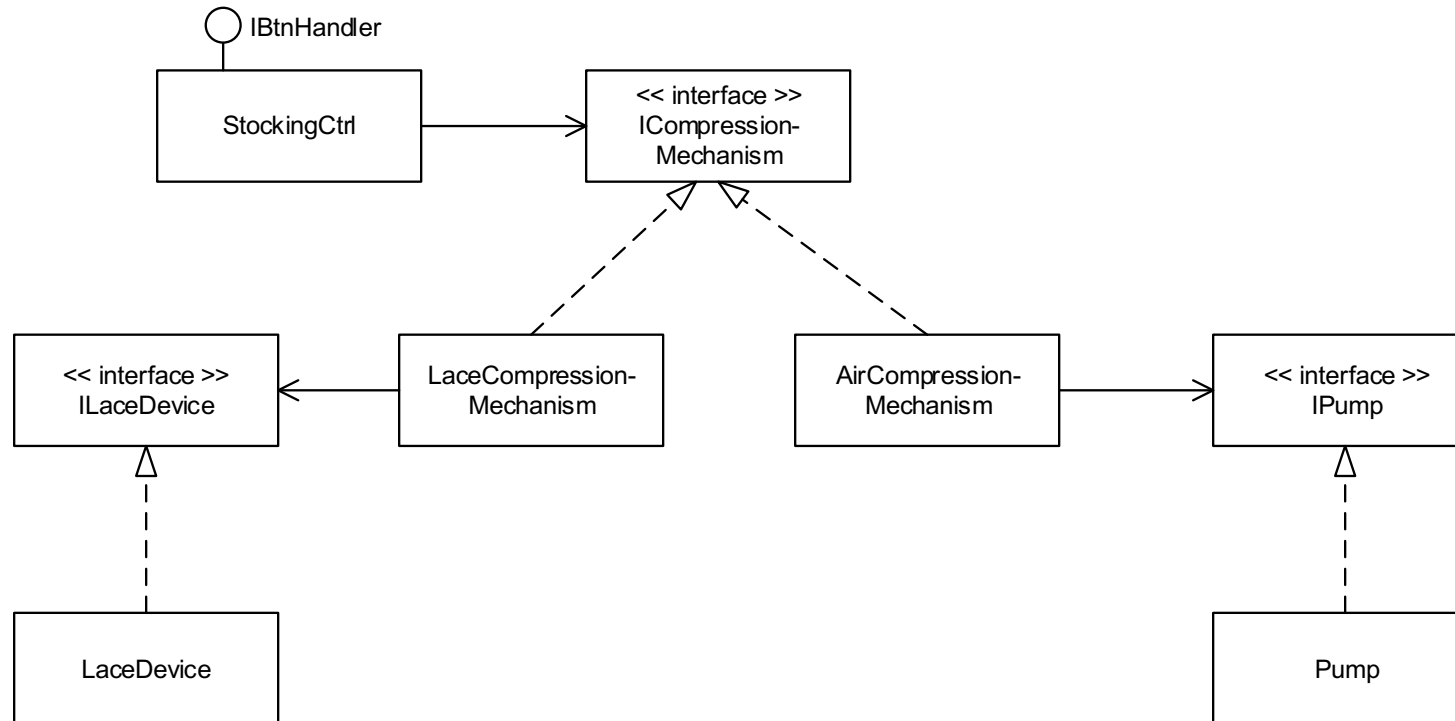 IBtnHandler
StockingCtrl
<< interface >>
ICompression-
Mechanism
<< interface >>
ILaceDevice
LaceCompression-
Mechanism
AirCompression-
Mechanism
<< interface >>
IPump
LaceDevice
Pump